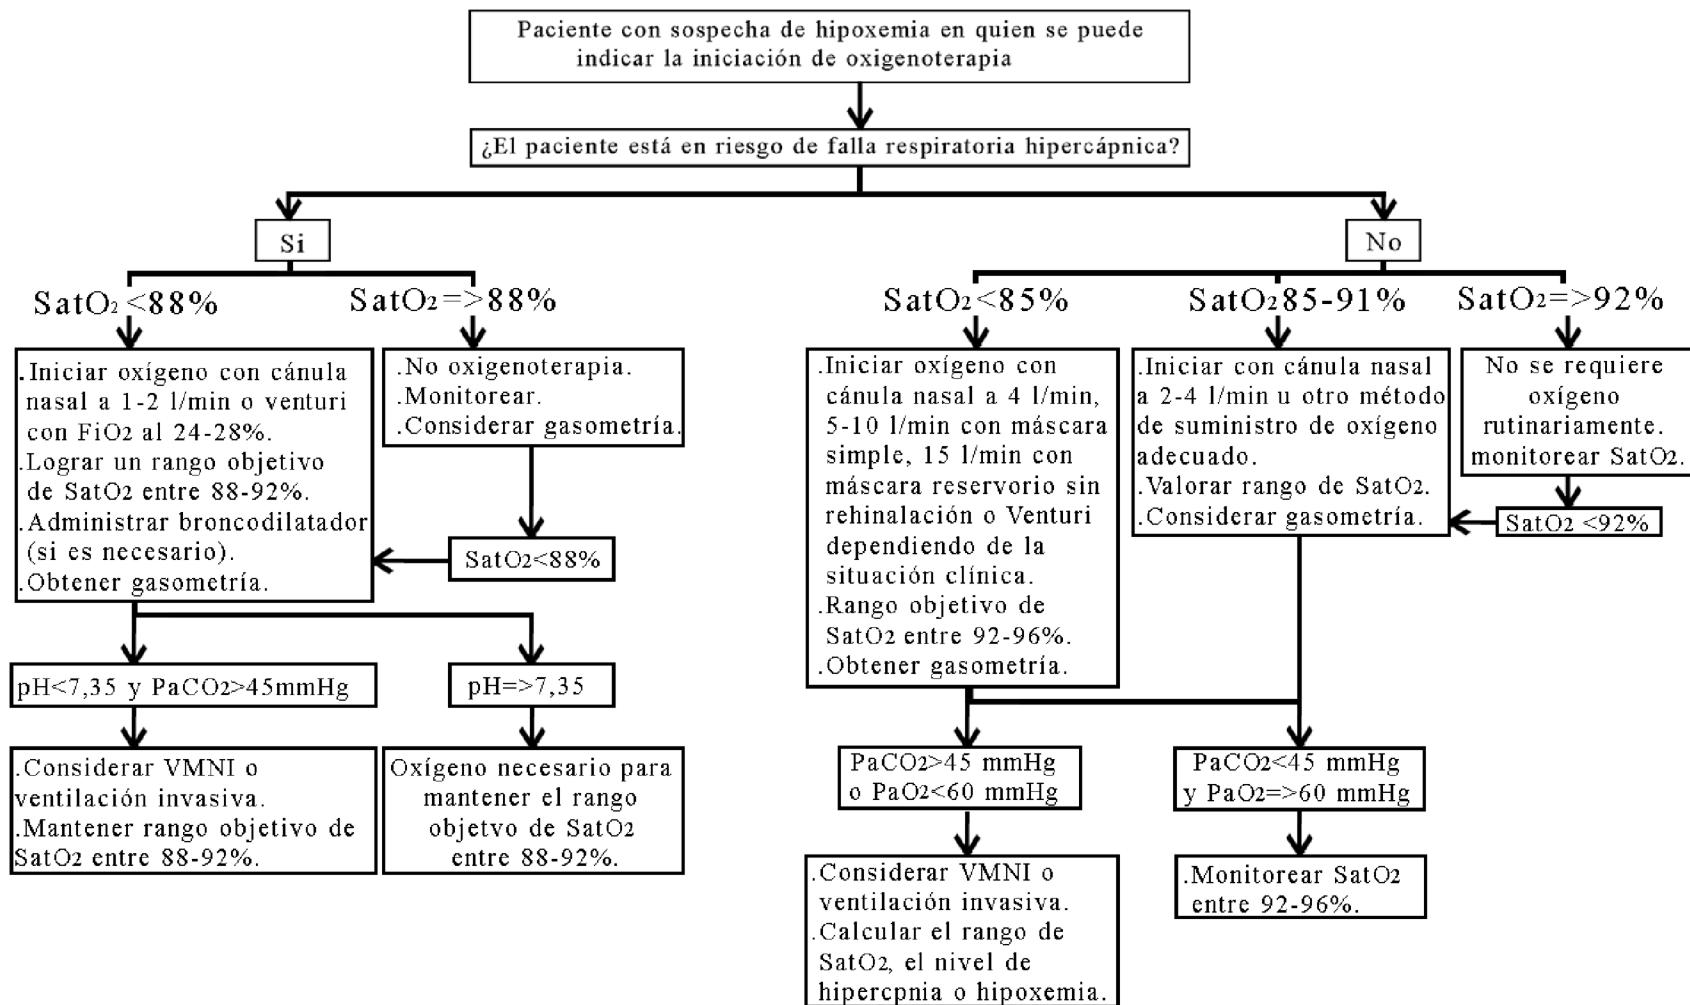 Paciente con sospecha de hipoxemia en quien se puede
indicar la iniciación de oxigenoterapia
¿El paciente está en riesgo de falla respiratoria hipercápnica?
Si
No
SatO2 <88%
SatO2=>88%
SatO2 <85%
SatO2 85-91%
SatO2=>92%
.Iniciar oxígeno con cánula
nasal a 1-2 l/min o venturi
con FiO2 al 24-28%.
.Lograr un rango objetivo
de SatO2 entre 88-92%.
.Administrar broncodilatador
(si es necesario).
.Obtener gasometría.
.No oxigenoterapia.
.Monitorear.
.Considerar gasometría.
SatO2<88%
.Iniciar oxígeno con
cánula nasal a 4 l/min,
5-10 l/min con máscara
simple, 15 l/min con
máscara reservorio sin
rehinalación o Venturi
dependiendo de la
situación clínica.
.Rango objetivo de
SatO2 entre 92-96%.
.Obtener gasometría.
.Iniciar con cánula nasal
a 2-4 l/min u otro método
de suministro de oxígeno
adecuado.
.Valorar rango de SatO2.
.Considerar gasometría.
No se requiere
oxígeno
rutinariamente.
monitorear SatO2.
SatO2 <92%
pH<7,35 y PaCO2>45mmHg
pH=>7,35
.Considerar VMNI o
ventilación invasiva.
.Mantener rango objetivo de
SatO2 entre 88-92%.
Oxígeno necesario para
mantener el rango
objetvo de SatO2
entre 88-92%.
PaCO2>45 mmHg
o PaO2<60 mmHg
PaCO2<45 mmHg
y PaO2=>60 mmHg
.Considerar VMNI o
ventilación invasiva.
.Calcular el rango de
SatO2, el nivel de
hipercpnia o hipoxemia.
.Monitorear SatO2
entre 92-96%.